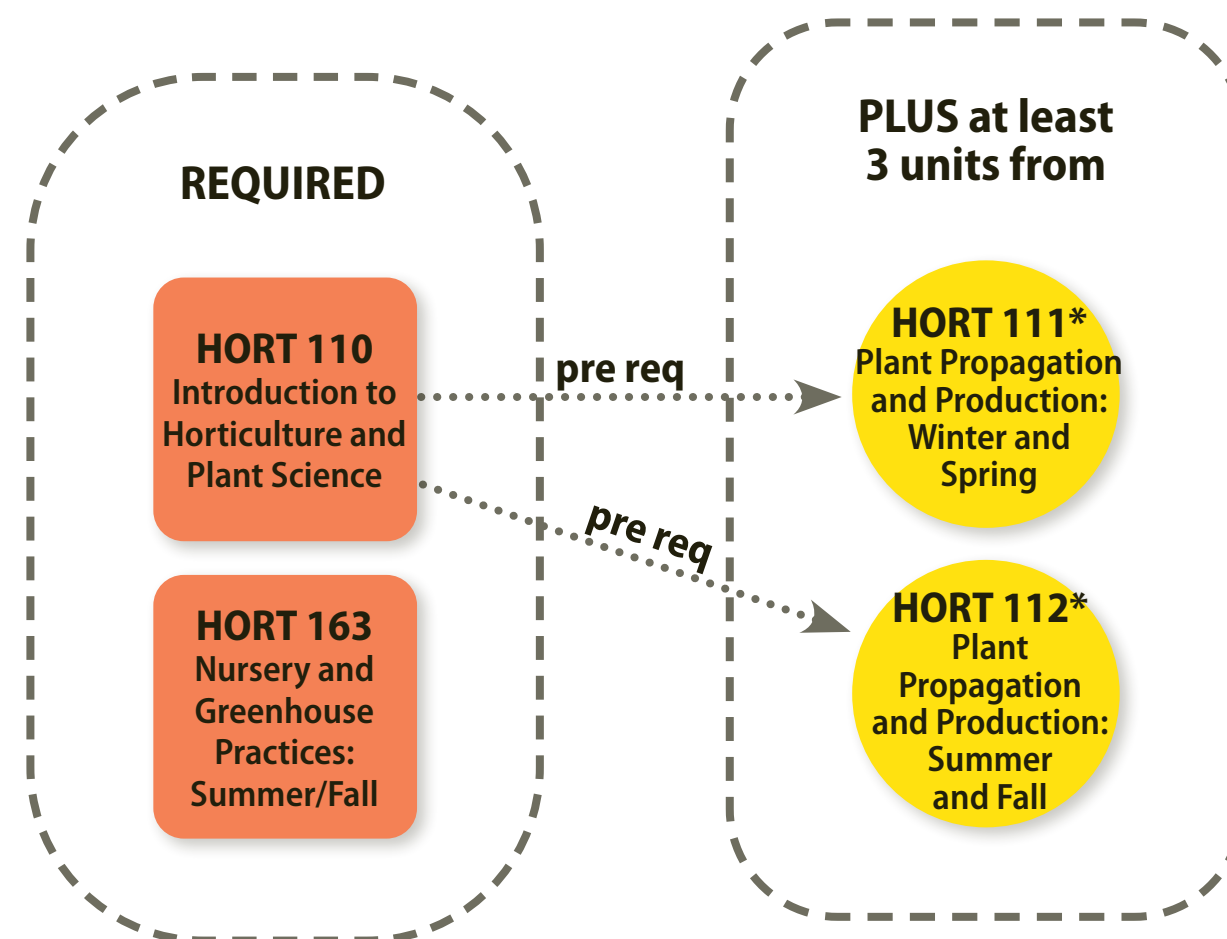 REQUIRED
HORT 110
Introduction to
Horticulture and
Plant Science
HORT 163
Nursery and
Greenhouse
Practices:
Summer/Fall
pre req
pre req
PLUS at least
3 units from
HORT 111*
Plant Propagation
and Production:
Winter and
Spring
HORT 112*
Plant
Propagation
and Production:
Summer
and Fall